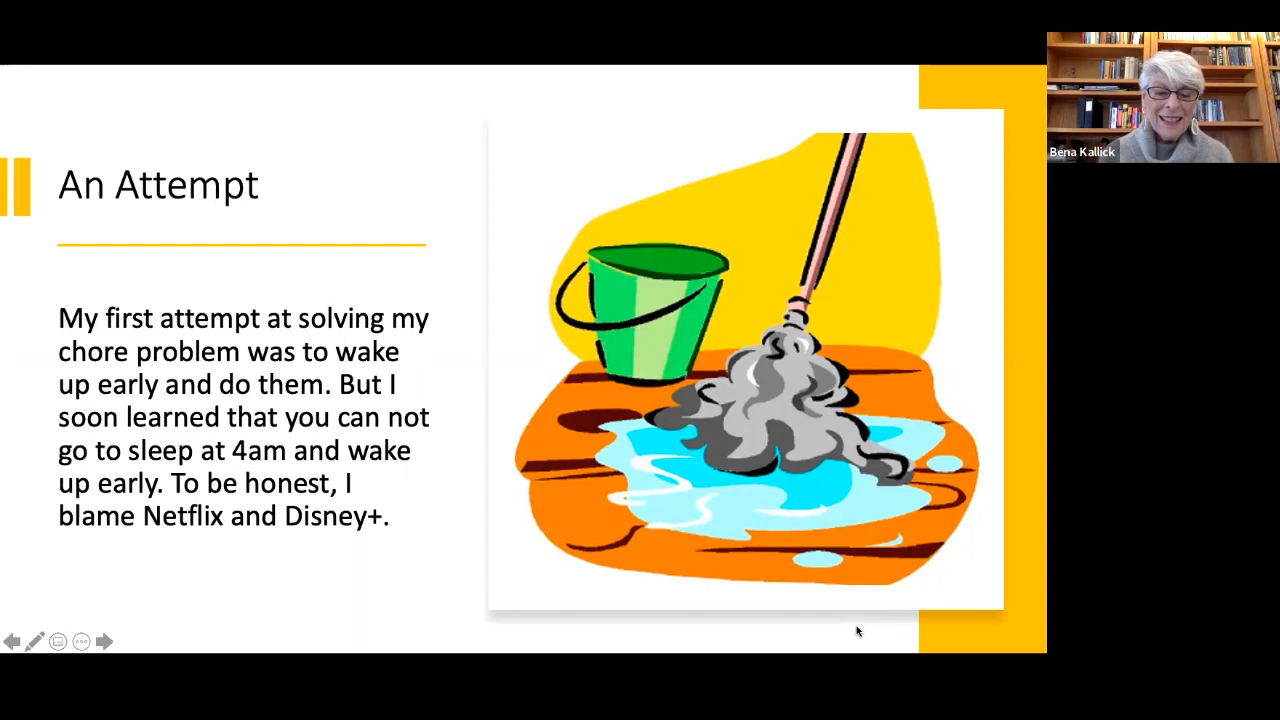 An Attempt
My first attempt at solving my
chore problem was to wake
up early and do them. But I
soon learned that you can not
go to sleep at 4am and wake
up early. To be honest, I
blame Netflix and Disney+.
Bena Kallick